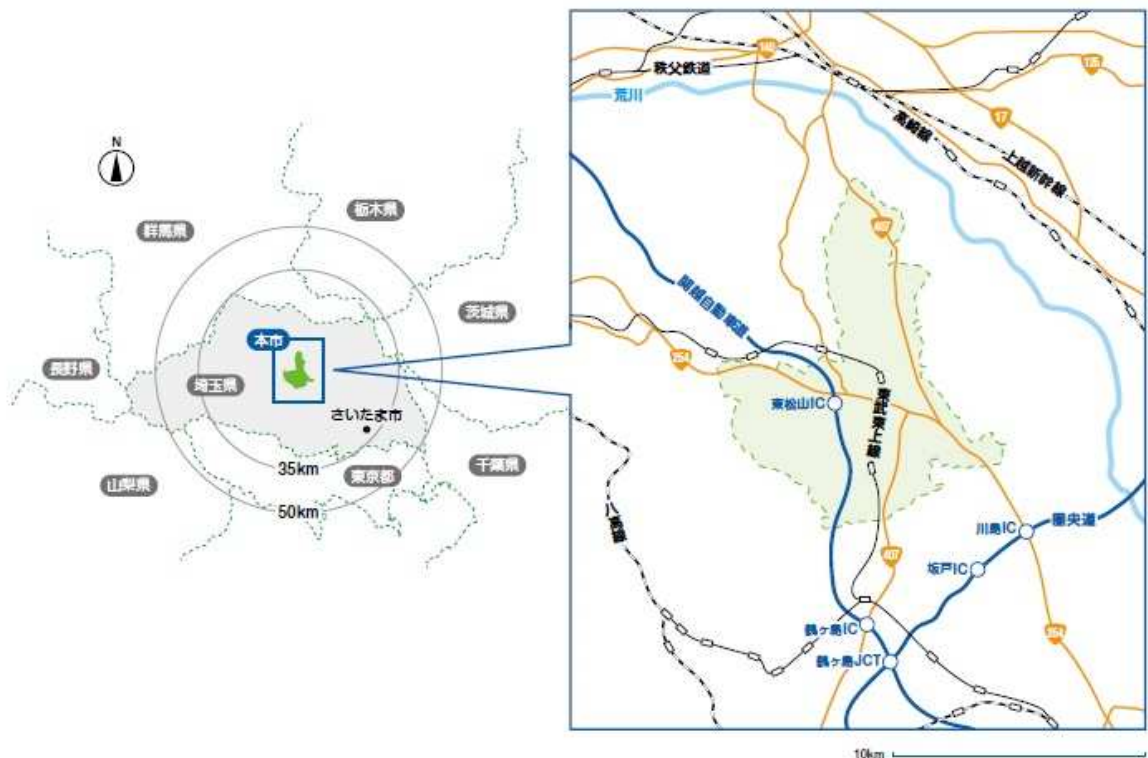 N
栃木県
群馬県
茨城県
本市
長野県
埼玉県
さいたま市
35km
東京都
千葉県
山梨県
50km
140
秩父鉄道
125
荒川
17
高崎線
上越新幹線
407
関越自動車道
254
東松山IC
東武東上線
八高線
川島IC
圏央道
407
坂戸IC
鶴ヶ島IC
254
鶴ヶ島JCT
10km